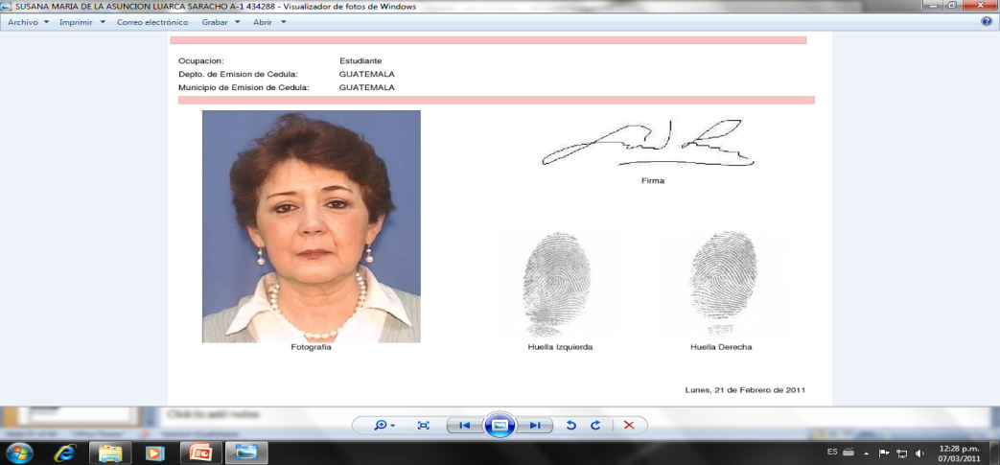 SUSANA MARIA DE LA ASUNCION LUARCA SARACHO A-1 434288 - Visualizador de fotos de Windows
Archivo Imprimir Correo electrónico Grabar Abrir
Ocupacion: Estudiante
Depto. de Emision de Cedula: GUATEMALA
Municipio de Emision de Cedula: GUATEMALA
Firma
Fotografia
Huella Izquierda Huella Derecha
Lunes, 21 de Febrero de 2011
Click to add notes
ES 12:28 p.m.
07/03/2011